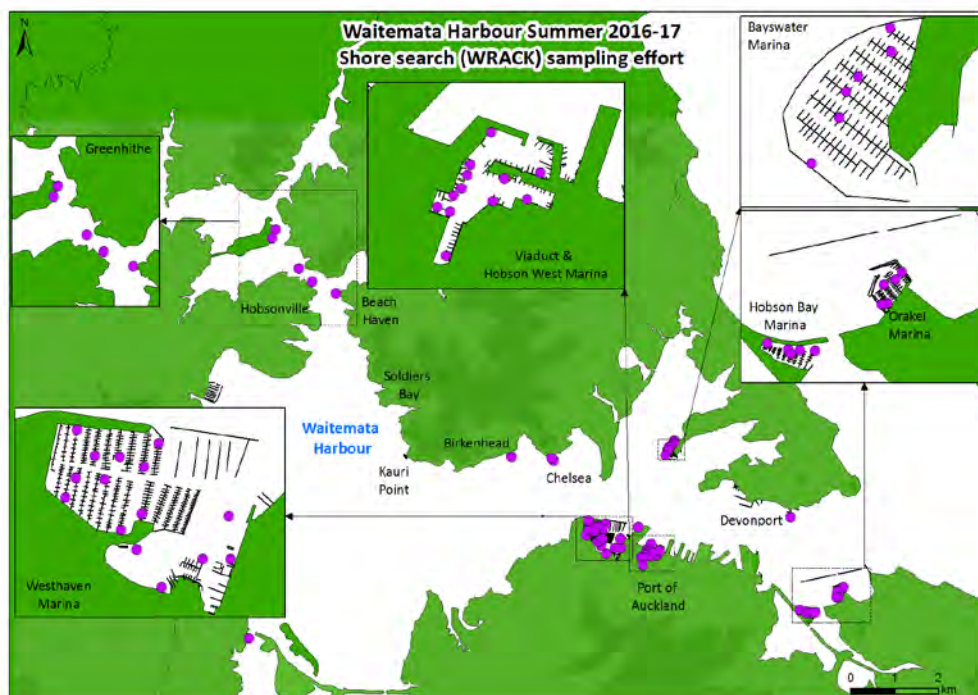 N
Waitemata Harbour Summer 2016-17
Shore search (WRACK) sampling effort
Bayswater
Marina
Greenhithe
Viaduct &
Hobson West Marina
Hobsonville
Beach
Haven
Hobson Bay
Marina
Orakei
Marina
Soldiers
Bay
Waitemata
Harbour
Birkenhead
Kauri
Point
Chelsea
Devonport
Westhaven
Marina
Port of
Auckland
0 1 2
km